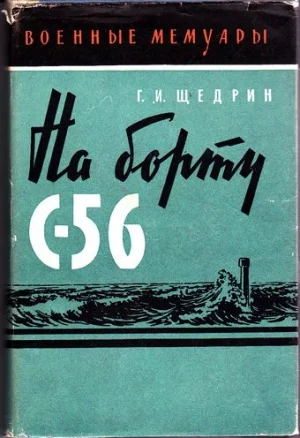 ВОЕННЫЕ МЕМУАРЫ
Г. И. ЩЕДРИН
На борту
С-56